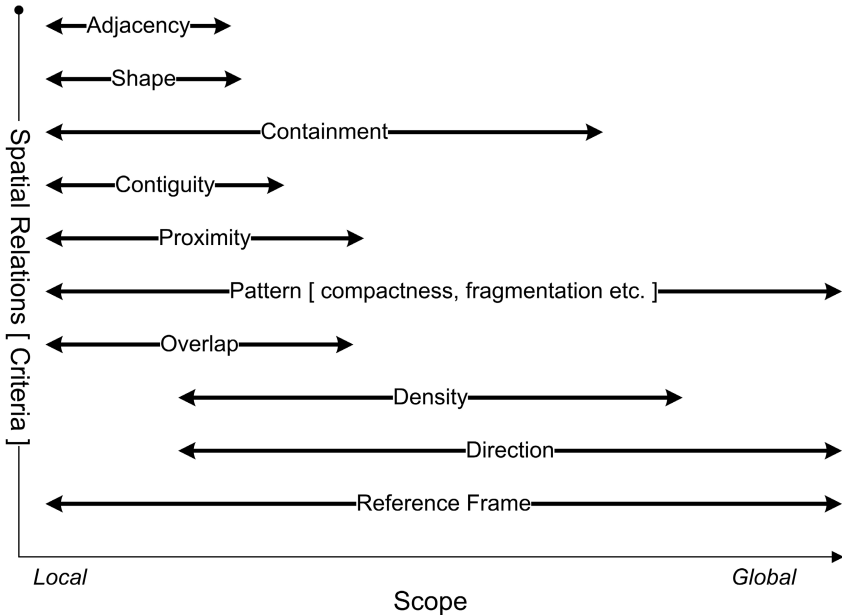 Adjacency
Shape
Containment
Contiguity
Proximity
Pattern [ compactness, fragmentation etc. ]
Overlap
Density
Direction
Reference Frame
Spatial Relations [ Criteria ]
Local
Global
Scope